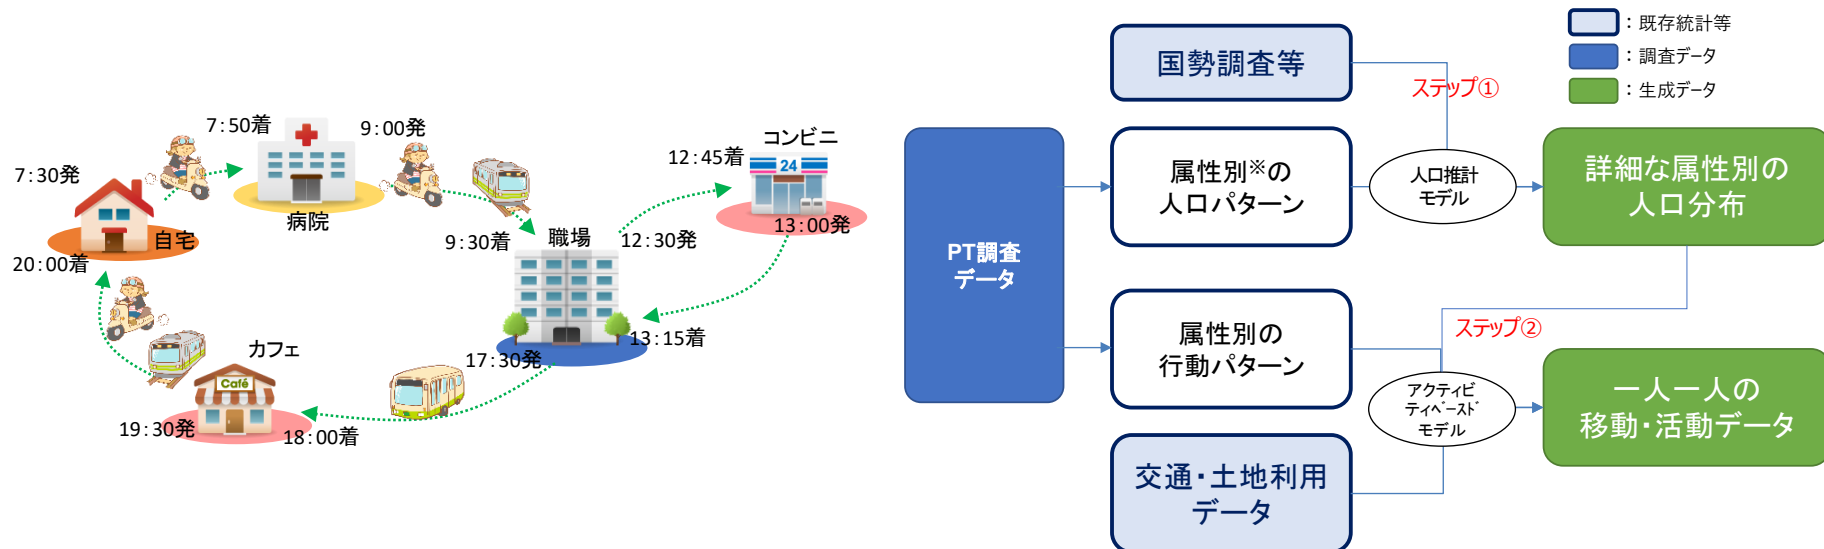 7：30発
自宅
20：00着
7：50着
病院
9：00発
9：30着
職場
12：30発
コンビニ
12：45着
24
13：00発
13：15着
17：30発
カフェ
Café
18：00着
19：30発
PT調査
データ
国勢調査等
属性別※の
人口パターン
属性別の
行動パターン
交通・土地利用
データ
ステップ①
人口推計
モデル
詳細な属性別の
人口分布
ステップ②
アクティビ
ティベースド
モデル
一人一人の
移動・活動データ
：既存統計等
：調査データ
：生成データ